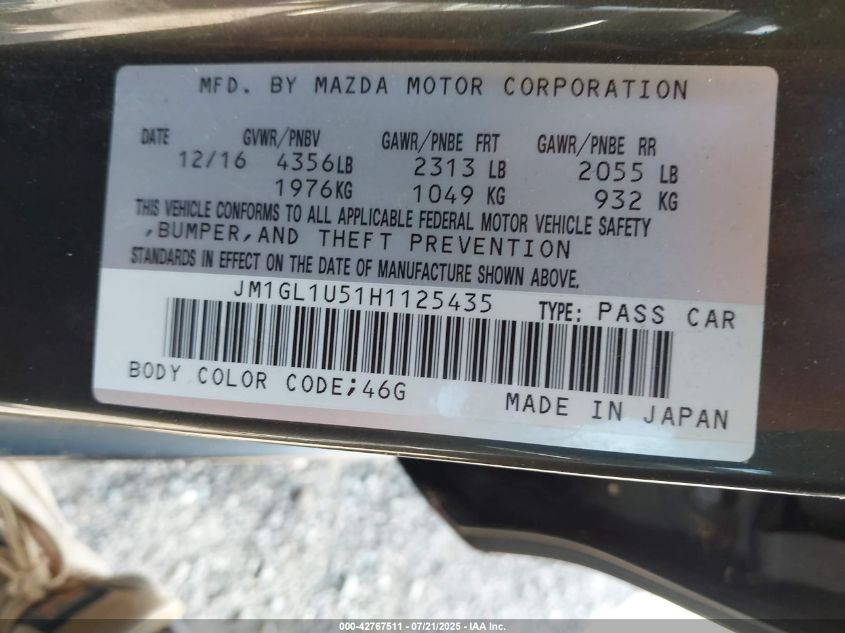 MFD. BY MAZDA MOTOR CORPORATION
DATE GVWR/PNBV GAWR/PNBE FRT GAWR/PNBE RR
12/16 4356LB 2313 LB 2055 LB
1976KG 1049 KG 932 KG
THIS VEHICLE CONFORMS TO ALL APPLICABLE FEDERAL MOTOR VEHICLE SAFETY
,BUMPER,AND THEFT PREVENTION
STANDARDS IN EFFECT ON THE DATE OF MANUFACTURE SHOWN ABOVE.
JM1GL1U51H1125435 TYPE: PASS CAR
BODY COLOR CODE;46G MADE IN JAPAN
000-42767511 - 07/21/2025 - IAA Inc.